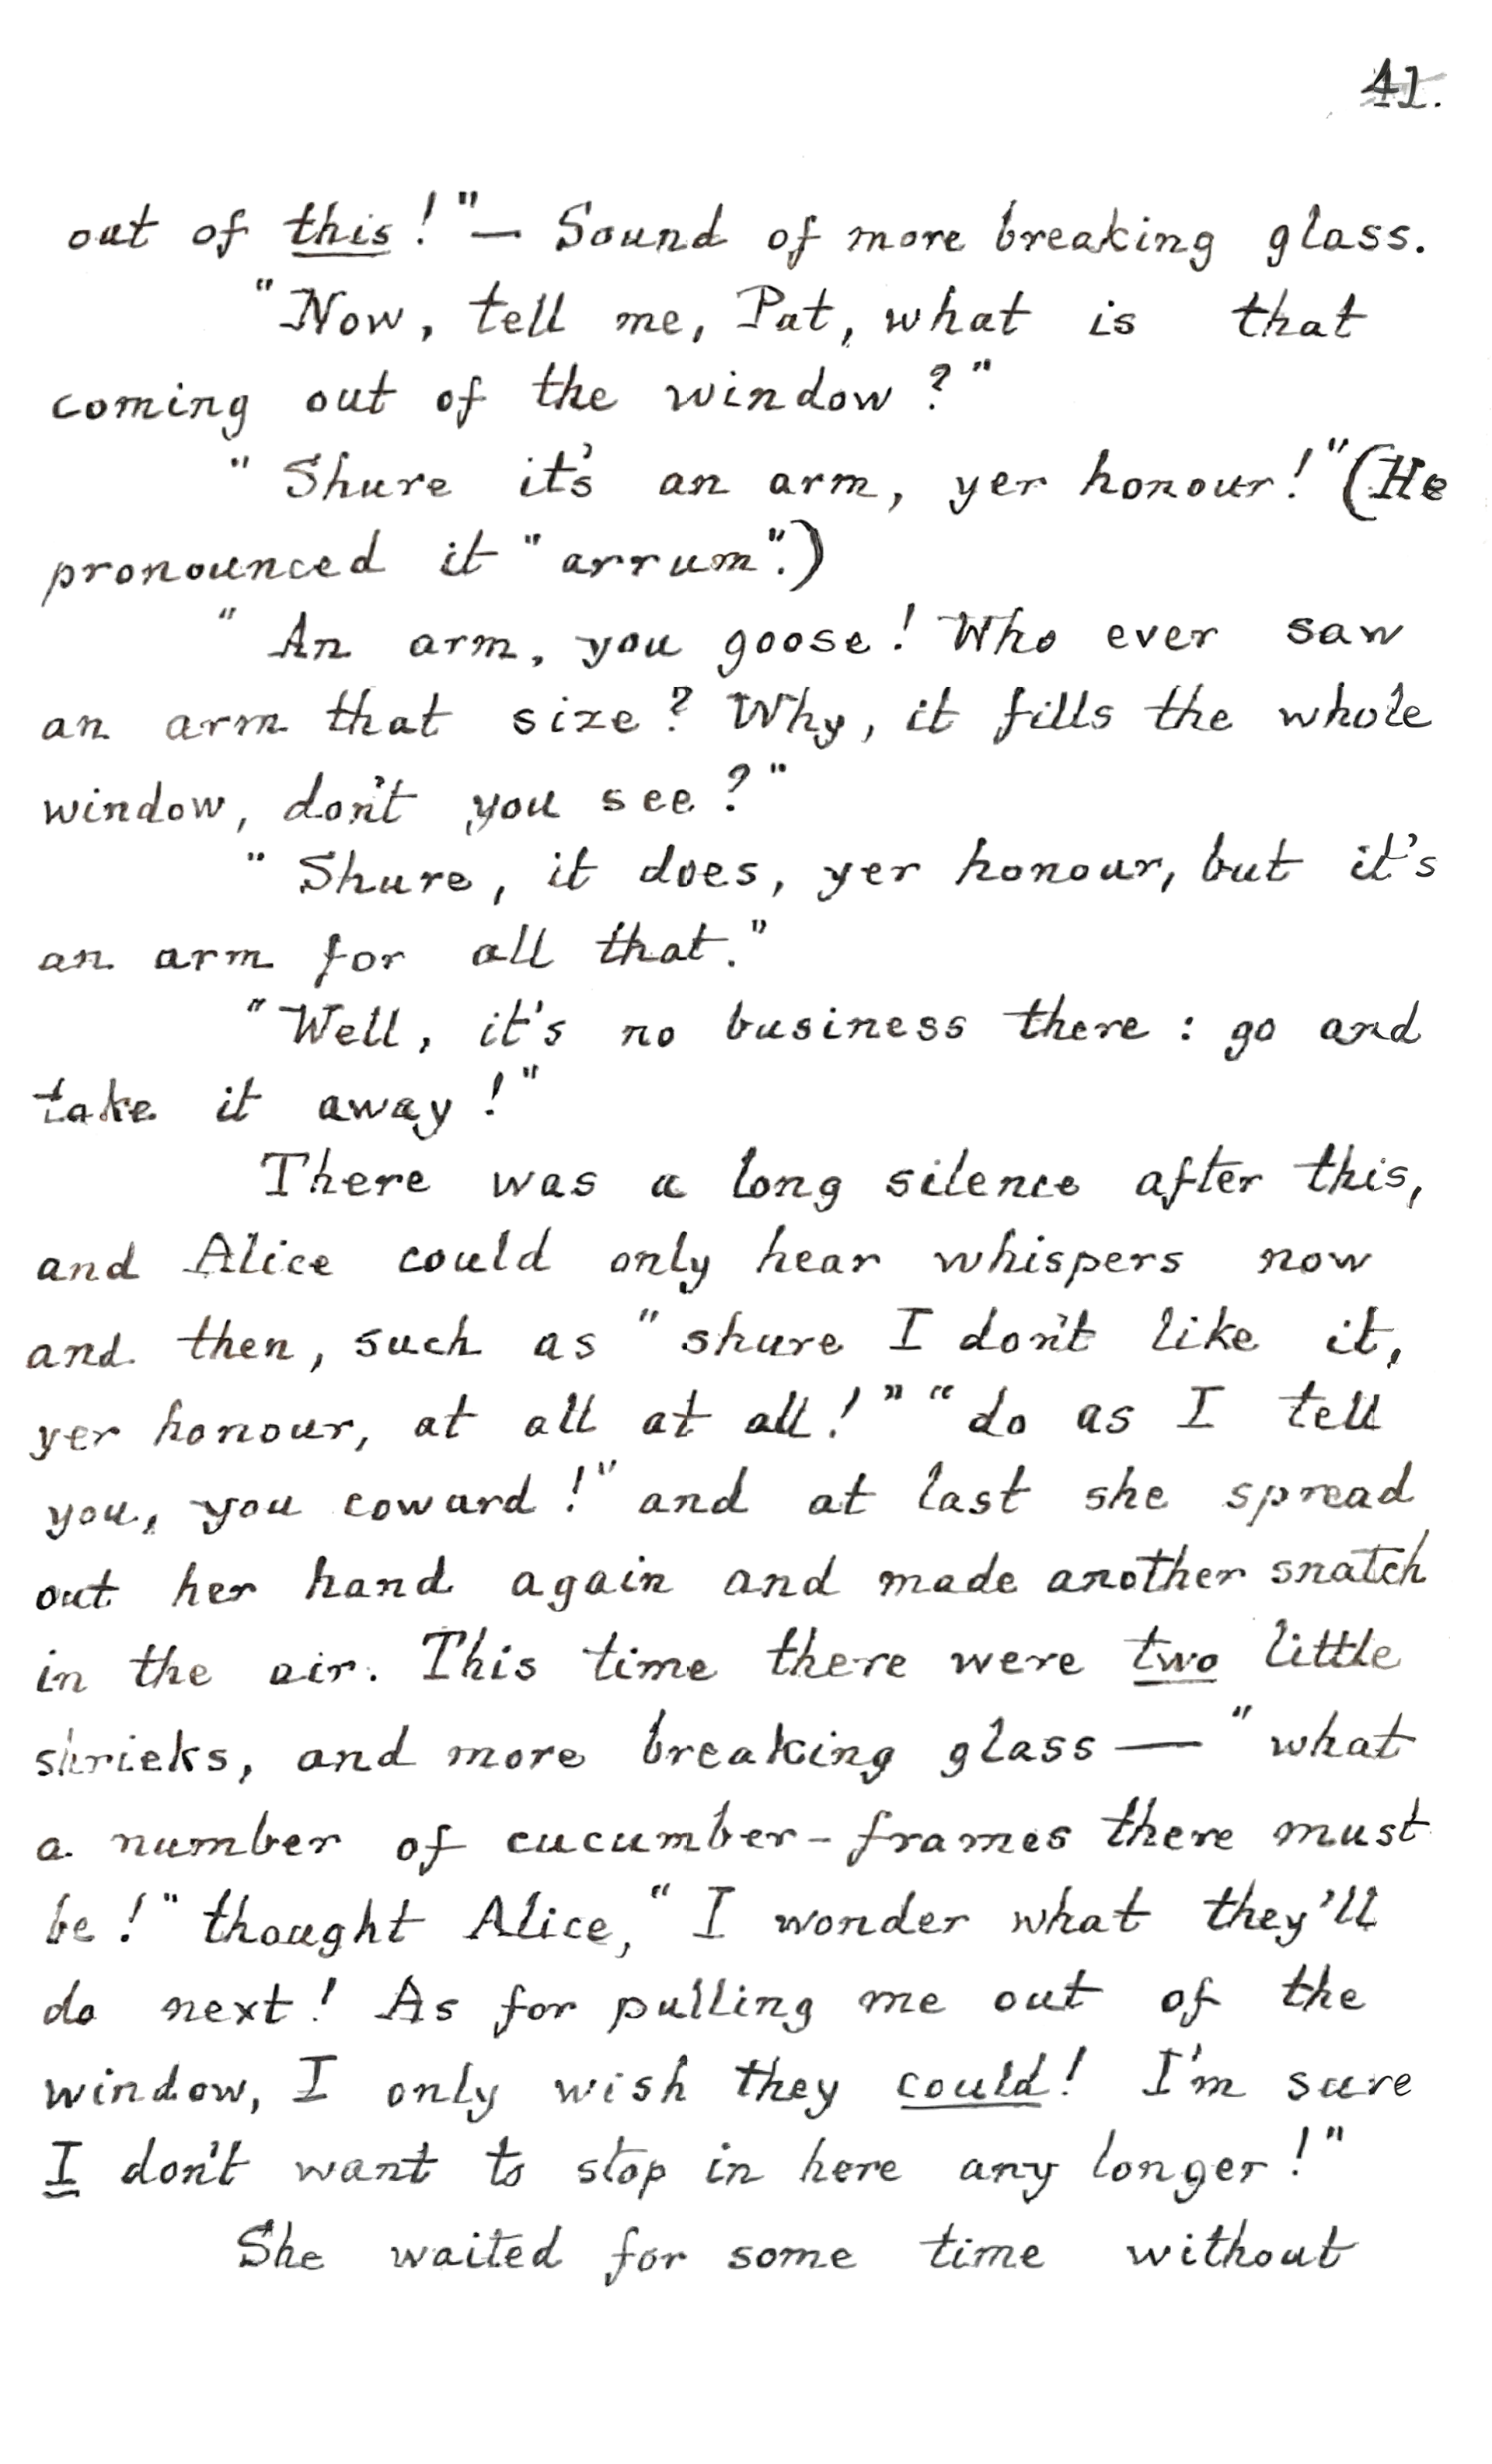 41.
out of this!"— Sound of more breaking glass.
"Now, tell me, Pat, what is that
coming out of the window?"
"Shure it's an arm, yer honour!" (He
pronounced it "arrum".)
"An arm, you goose! Who ever saw
an arm that size? Why, it fills the whole
window, don't you see?"
"Shure, it does, yer honour, but it's
an arm for all that."
"Well, it's no business there: go and
take it away!"
There was a long silence after this,
and Alice could only hear whispers now
and then, such as "shure I don't like it,
yer honour, at all at all!" "do as I tell
you, you coward!" and at last she spread
out her hand again and made another snatch
in the air. This time there were two little
shrieks, and more breaking glass — "what
a number of cucumber-frames there must
be!" thought Alice, "I wonder what they'll
do next! As for pulling me out of the
window, I only wish they could! I'm sure
I don't want to stop in here any longer!"
She waited for some time without